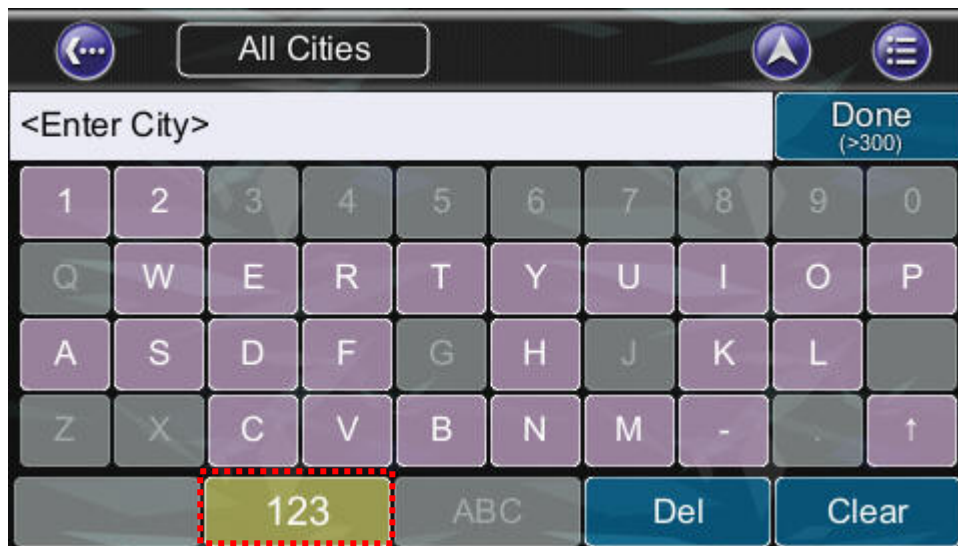 All Cities
<Enter City>
Done
(>300)
1 2 3 4 5 6 7 8 9 0
Q W E R T Y U I O P
A S D F G H J K L
Z X C V B N M - . ↑
123 ABC Del Clear